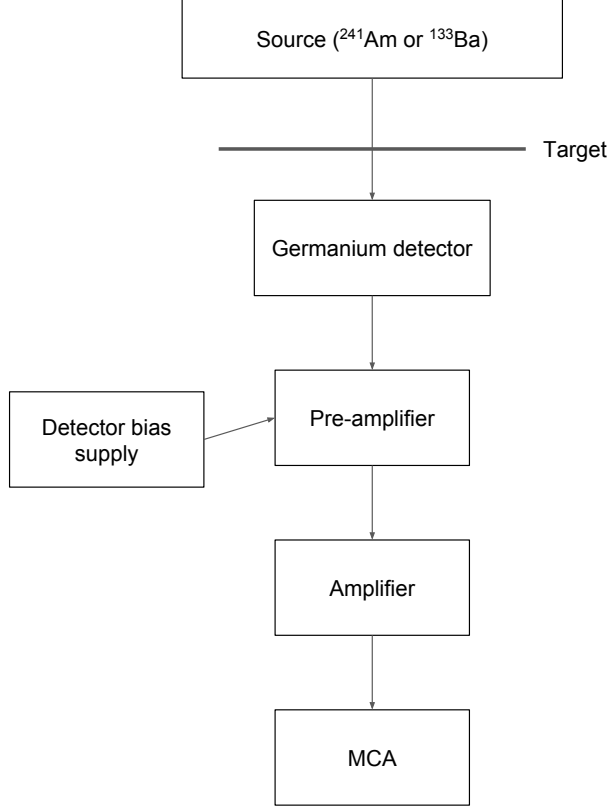 Source (²⁴¹Am or ¹³³Ba)
Target
Germanium detector
Detector bias
supply
Pre-amplifier
Amplifier
MCA